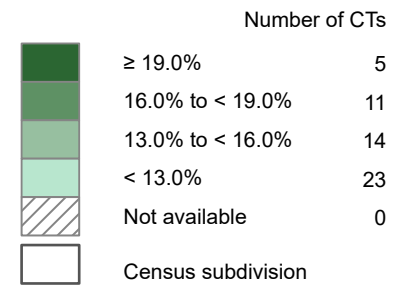 Number of CTs
≥ 19.0% 5
16.0% to < 19.0% 11
13.0% to < 16.0% 14
< 13.0% 23
Not available 0
Census subdivision